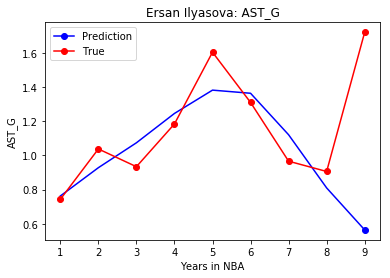 Ersan Ilyasova: AST_G
Prediction
True
AST_G
1.6
1.4
1.2
1.0
0.8
0.6
1 2 3 4 5 6 7 8 9
Years in NBA